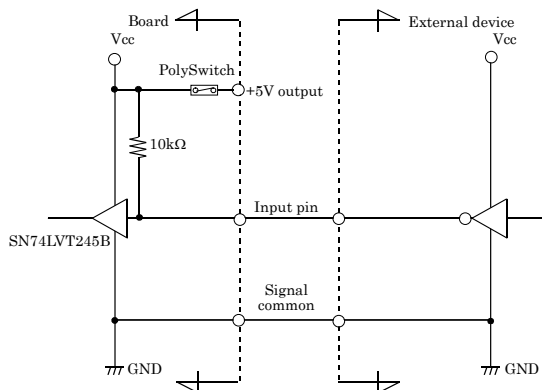 Board
External device
Vcc
Vcc
PolySwitch
+5V output
10kΩ
Input pin
SN74LVT245B
Signal
common
GND
GND